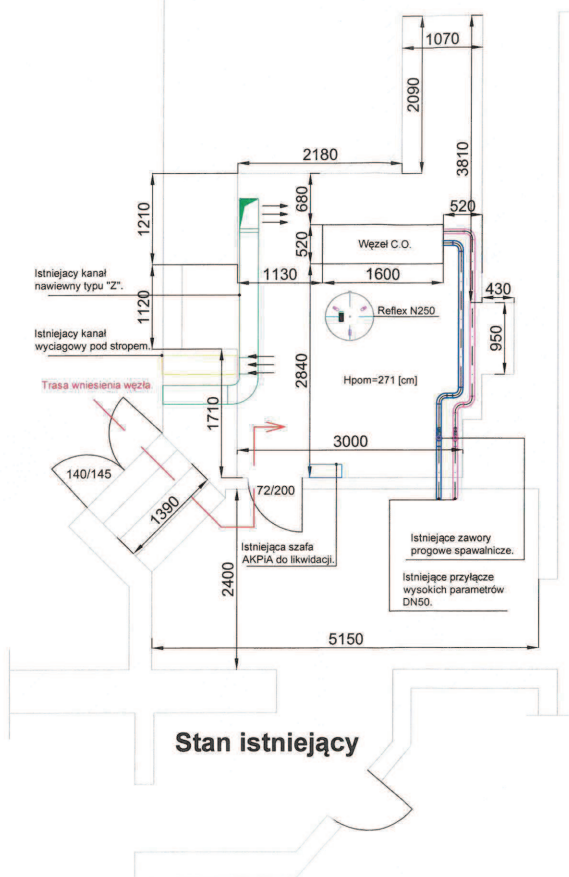 1070
2090
2180
3810
680
1210
520
520
Węzeł C.O.
1130
1600
Istniejacy kanał
nawiewny typu "Z".
430
Reflex N250
1120
950
Istniejący kanał
wyciągowy pod stropem.
2840
Hpom=271 [cm]
Trasa wniesienia węzła.
1710
3000
140/145
72/200
1390
Istniejąca szafa
AKPiA do likwidacji.
Istniejące zawory
progowe spawalnicze.
Istniejące przyłącze
wysokich parametrów
DN50.
2400
5150
Stan istniejący